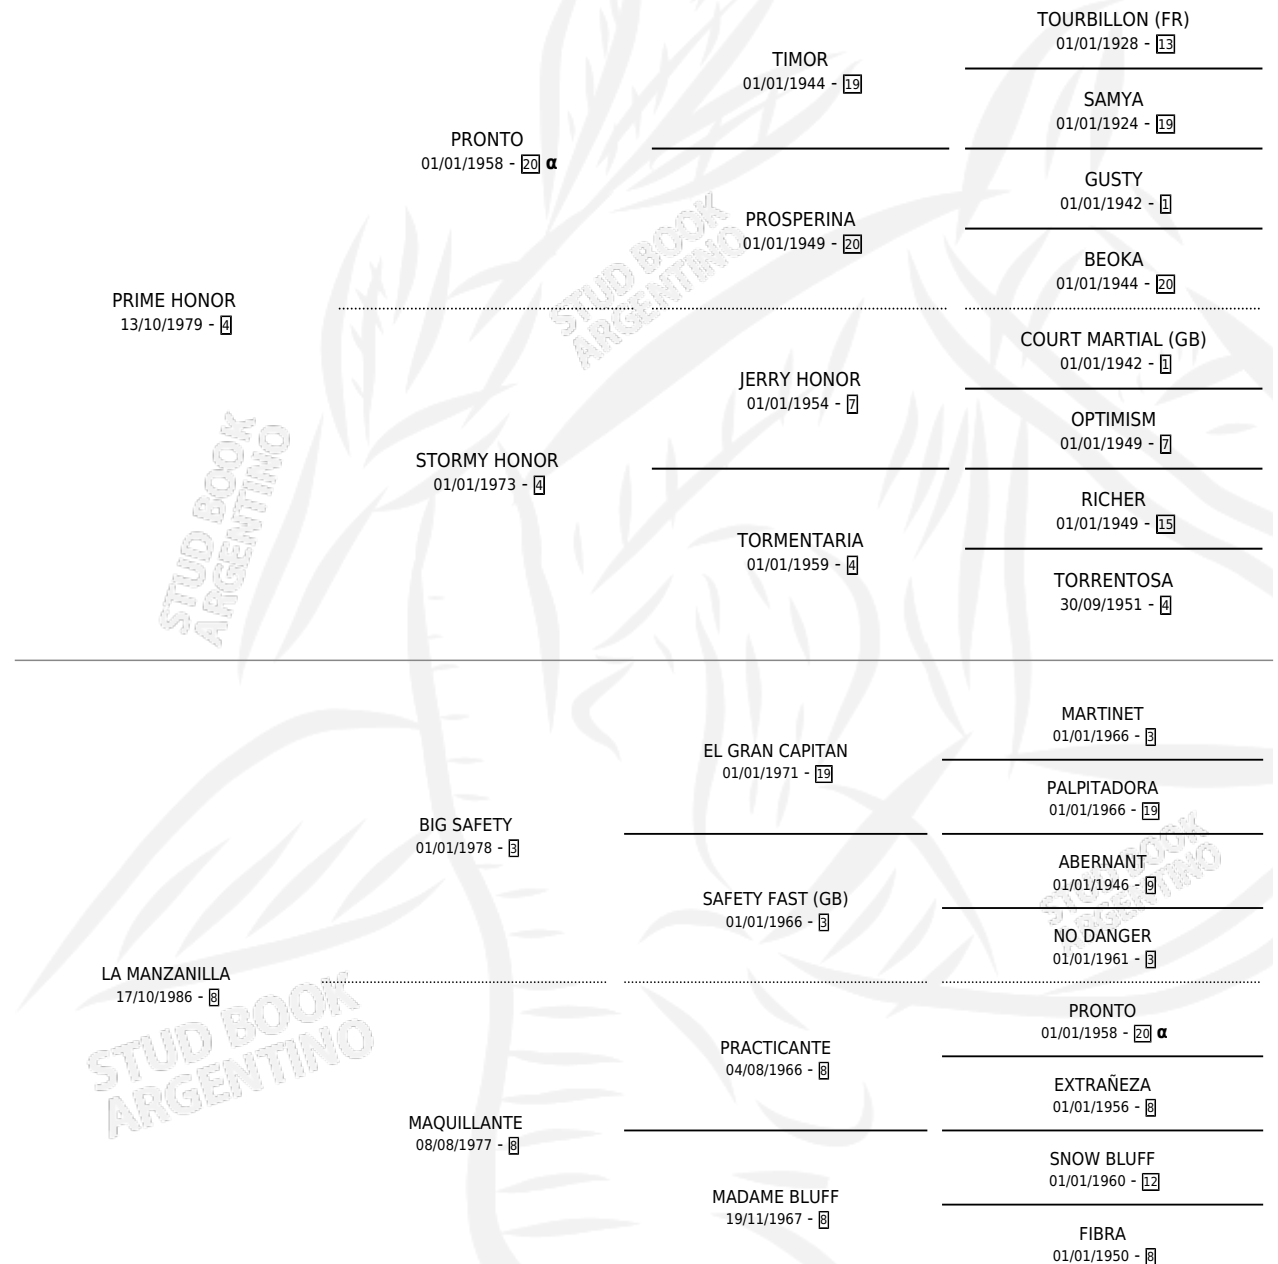 TOURBILLON (FR)
01/01/1928 - 13
TIMOR
01/01/1944 - 19
SAMYA
01/01/1924 - 19
PRONTO
01/01/1958 - 20 α
GUSTY
01/01/1942 - 1
PROSPERINA
01/01/1949 - 20
BEOKA
01/01/1944 - 20
PRIME HONOR
13/10/1979 - 4
COURT MARTIAL (GB)
01/01/1942 - 1
JERRY HONOR
01/01/1954 - 7
OPTIMISM
01/01/1949 - 7
STORMY HONOR
01/01/1973 - 4
RICHER
01/01/1949 - 15
TORMENTARIA
01/01/1959 - 4
TORRENTOSA
30/09/1951 - 4
MARTINET
01/01/1966 - 3
EL GRAN CAPITAN
01/01/1971 - 19
PALPITADORA
01/01/1966 - 19
BIG SAFETY
01/01/1978 - 3
ABERNANT
01/01/1946 - 9
SAFETY FAST (GB)
01/01/1966 - 3
NO DANGER
01/01/1961 - 3
LA MANZANILLA
17/10/1986 - 8
PRONTO
01/01/1958 - 20 α
PRACTICANTE
04/08/1966 - 8
EXTRAÑEZA
01/01/1956 - 8
MAQUILLANTE
08/08/1977 - 8
SNOW BLUFF
01/01/1960 - 12
MADAME BLUFF
19/11/1967 - 8
FIBRA
01/01/1950 - 8
STUD BOOK
ARGENTINO
STUD BOOK
ARGENTINO
STUD BOOK
ARGENTINO
STUD BOOK
ARGENTINO